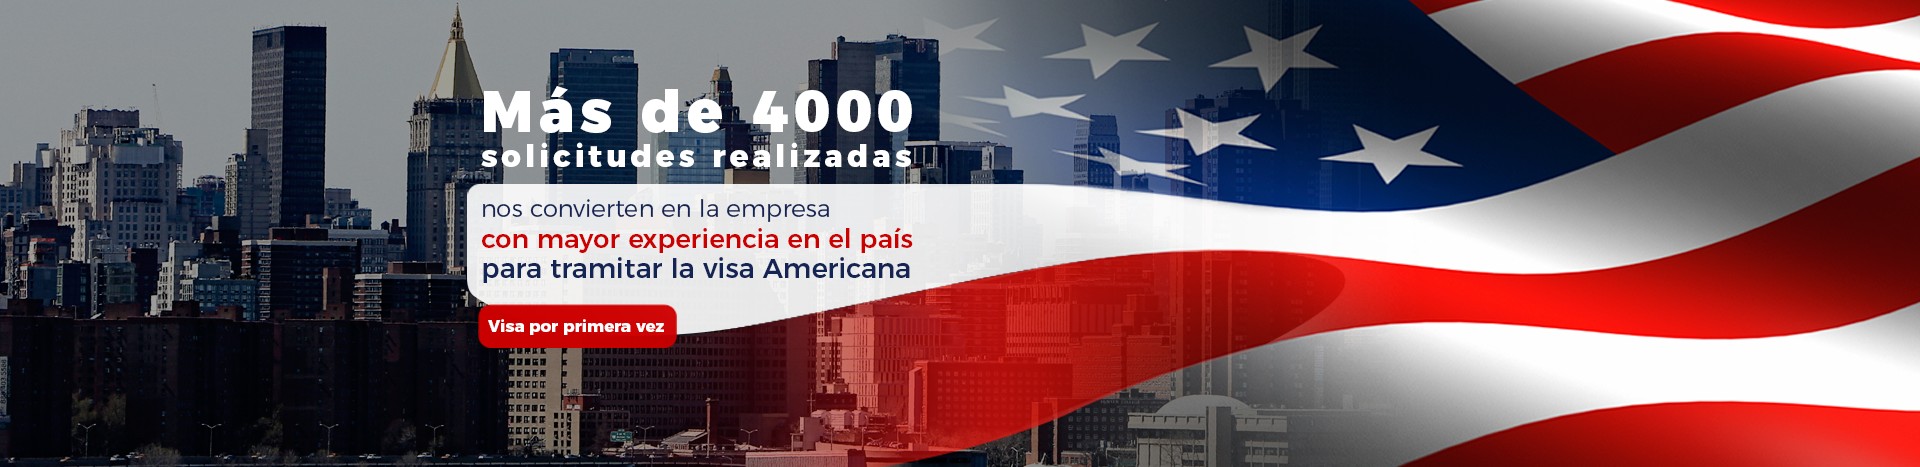 Más de 4000
solicitudes realizadas
nos convierten en la empresa
con mayor experiencia en el país
para tramitar la visa Americana
Visa por primera vez